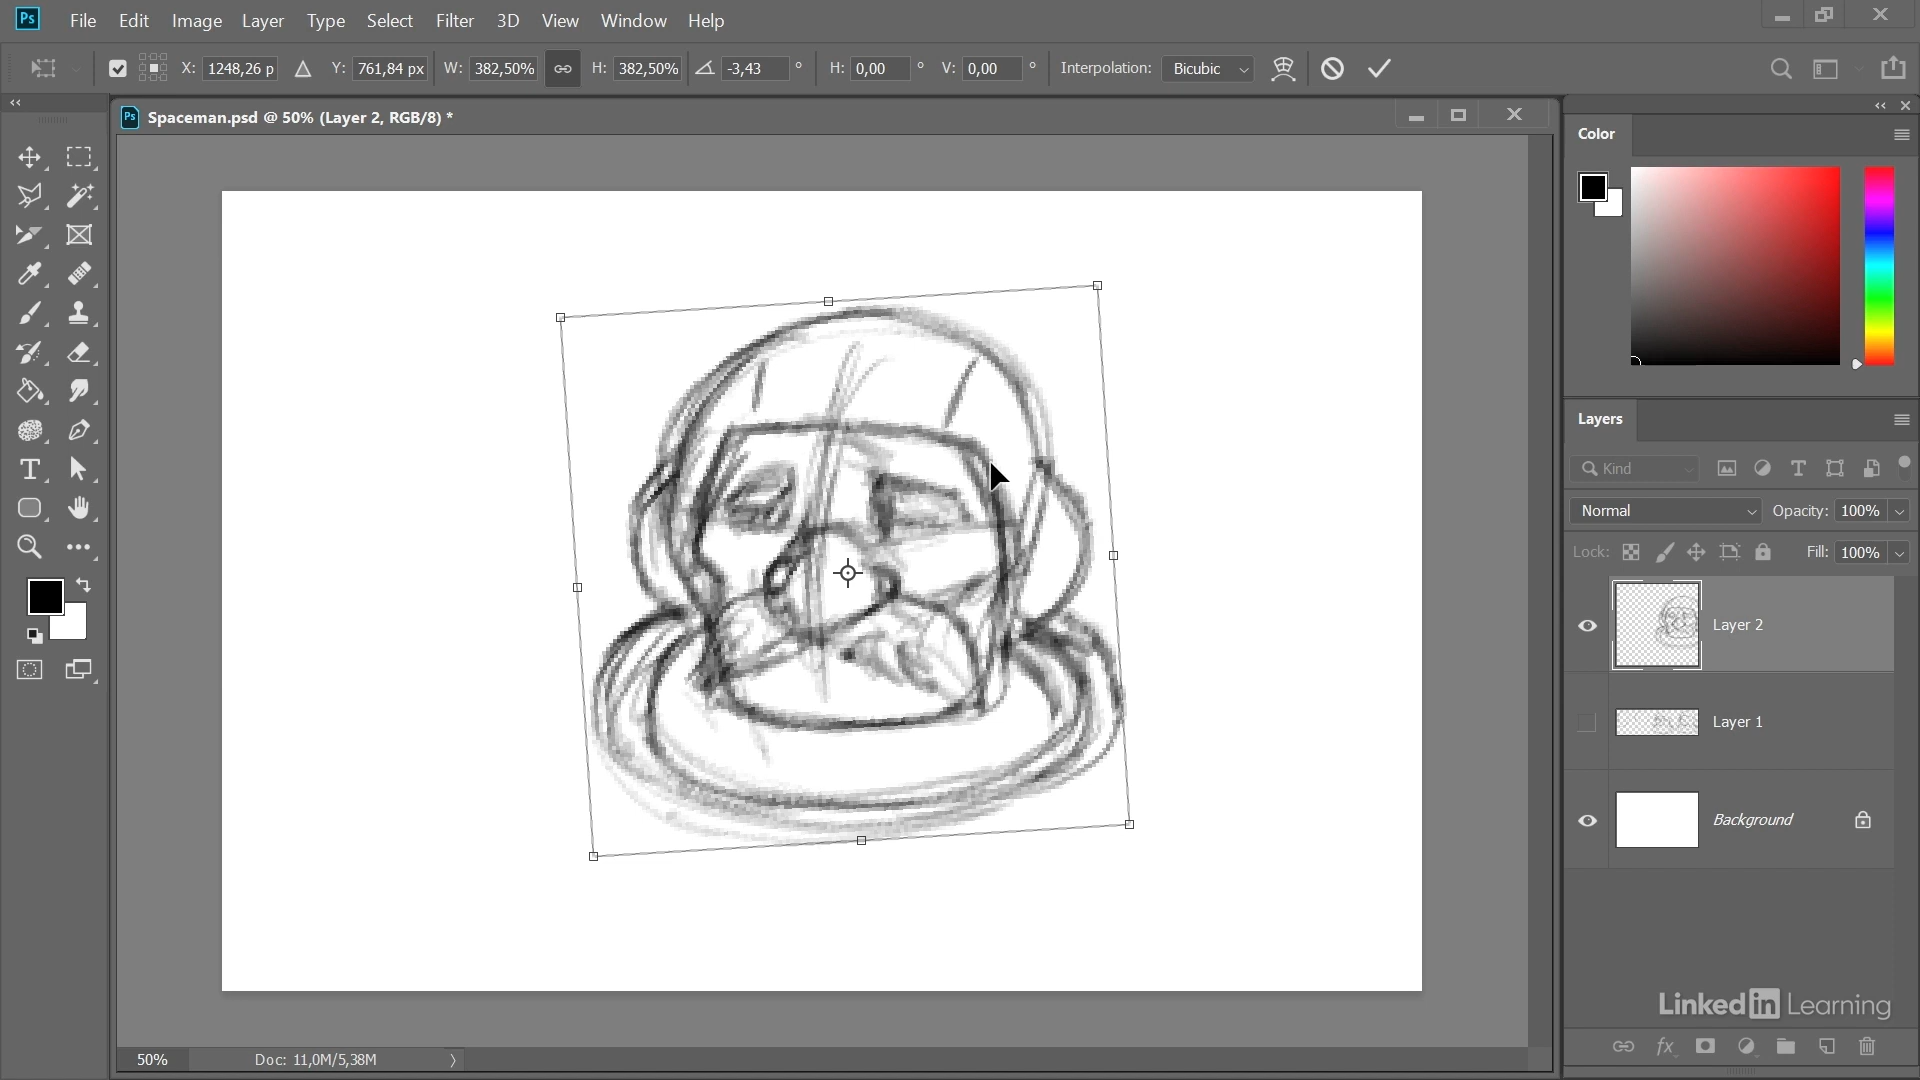 Ps File Edit Image Layer Type Select Filter 3D View Window Help
X: 1248,26 p Y: 761,84 px W: 382,50% H: 382,50% -3,43 ° H: 0,00 ° V: 0,00 ° Interpolation: Bicubic
Ps Spaceman.psd @ 50% (Layer 2, RGB/8) *
Color
Layers
Kind
Normal Opacity: 100%
Lock: Fill: 100%
Layer 2
Layer 1
Background
LinkedIn Learning
50% Doc: 11,0M/5,38M
fx